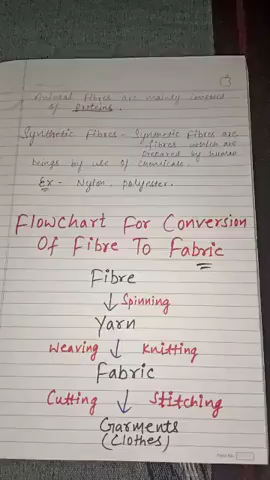 Animal Fibres are mainly consist
of proteins.
Synthetic Fibres - Synthetic Fibres are
fibres which are
prepared by human
beings by use of chemicals.
Ex - Nylon, polyester.
Flowchart For Conversion
Of Fibre To Fabric
Fibre
↓ Spinning
Yarn
Weaving ↓ Knitting
Fabric
Cutting ↓ Stitching
Garments
(Clothes)